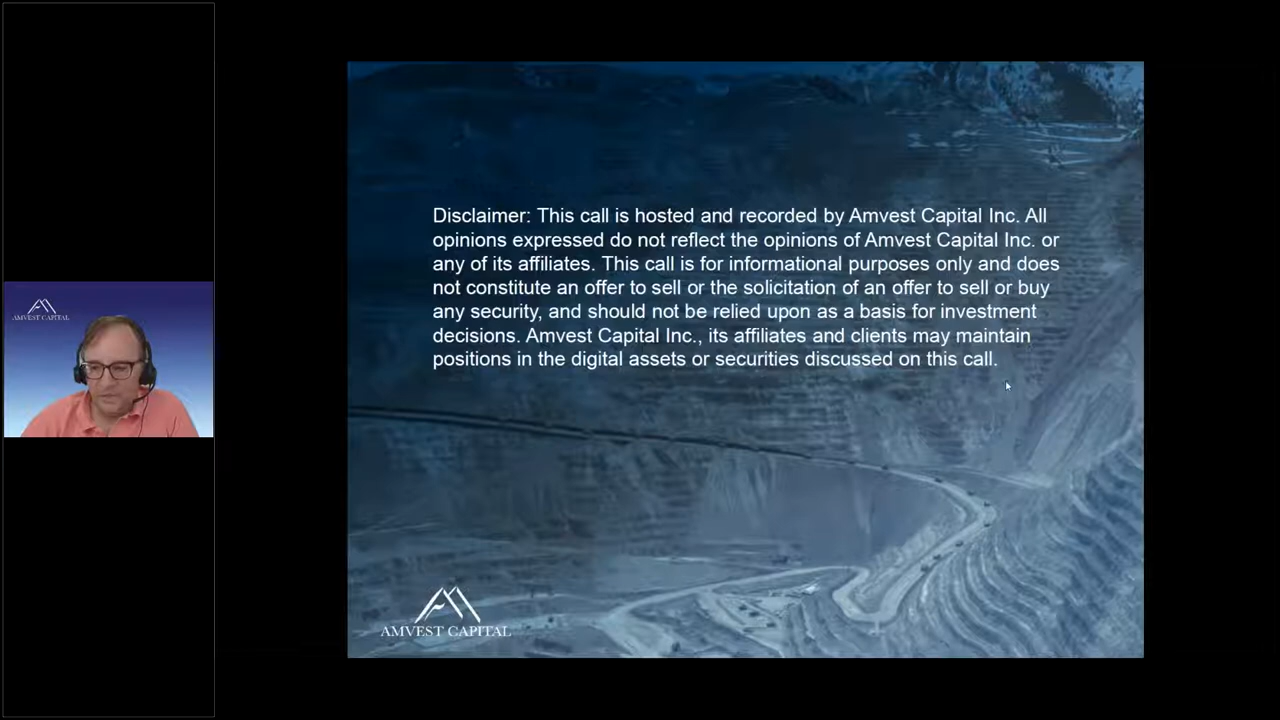 AMVEST CAPITAL
Disclaimer: This call is hosted and recorded by Amvest Capital Inc. All
opinions expressed do not reflect the opinions of Amvest Capital Inc. or
any of its affiliates. This call is for informational purposes only and does
not constitute an offer to sell or the solicitation of an offer to sell or buy
any security, and should not be relied upon as a basis for investment
decisions. Amvest Capital Inc., its affiliates and clients may maintain
positions in the digital assets or securities discussed on this call.
AMVEST CAPITAL